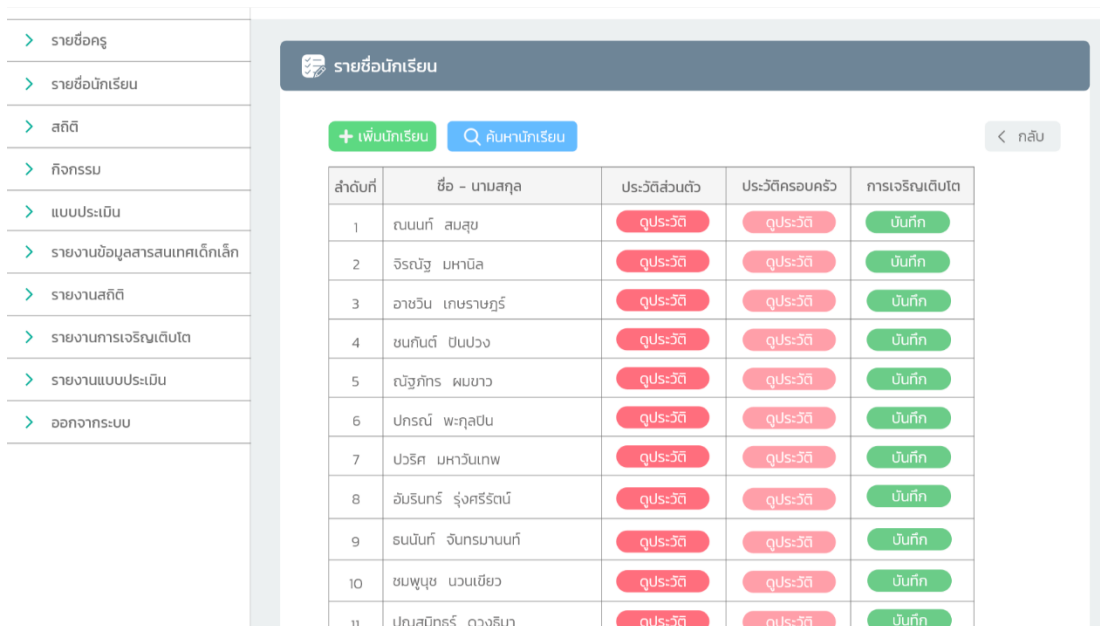 รายชื่อครู
รายชื่อนักเรียน
สถิติ
กิจกรรม
แบบประเมิน
รายงานข้อมูลสารสนเทศเด็กเล็ก
รายงานสถิติ
รายงานการเจริญเติบโต
รายงานแบบประเมิน
ออกจากระบบ
รายชื่อนักเรียน
เพิ่มนักเรียน ค้นหานักเรียน กลับ
ลำดับที่ ชื่อ - นามสกุล ประวัติส่วนตัว ประวัติครอบครัว การเจริญเติบโต
1 ณนนท์ สมสุข ดูประวัติ ดูประวัติ บันทึก
2 จิรณัฐ มหานิล ดูประวัติ ดูประวัติ บันทึก
3 อาชวิน เกษราษฎร์ ดูประวัติ ดูประวัติ บันทึก
4 ชนกันต์ ปินปวง ดูประวัติ ดูประวัติ บันทึก
5 ณัฐภัทร ผมขาว ดูประวัติ ดูประวัติ บันทึก
6 ปกรณ์ พะกุลปิน ดูประวัติ ดูประวัติ บันทึก
7 ปวริศ มหาวันเทพ ดูประวัติ ดูประวัติ บันทึก
8 อัมรินทร์ รุ่งศรีรัตน์ ดูประวัติ ดูประวัติ บันทึก
9 ธนนันท์ จันทรมานนท์ ดูประวัติ ดูประวัติ บันทึก
10 ชมพูนุช นวนเขียว ดูประวัติ ดูประวัติ บันทึก
11 ดูประวัติ ดูประวัติ บันทึก